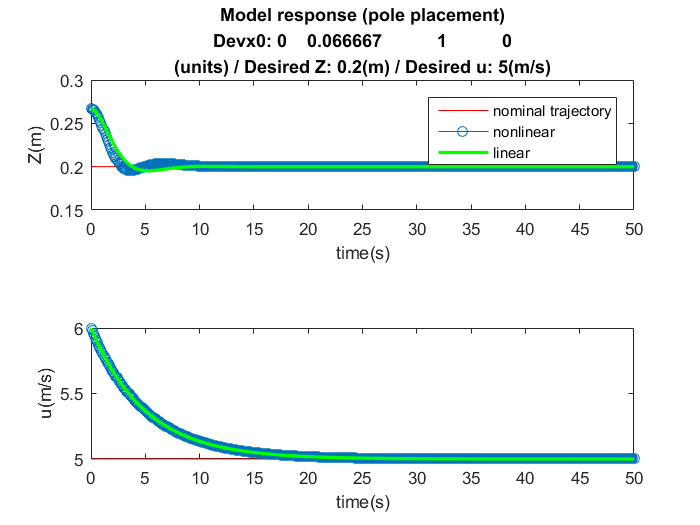 Model response (pole placement)
Devx0: 0 0.066667 1 0
(units) / Desired Z: 0.2(m) / Desired u: 5(m/s)
0.3
0.25
0.2
0.15
Z(m)
nominal trajectory
nonlinear
linear
0 5 10 15 20 25 30 35 40 45 50
time(s)
6
5.5
5
u(m/s)
0 5 10 15 20 25 30 35 40 45 50
time(s)